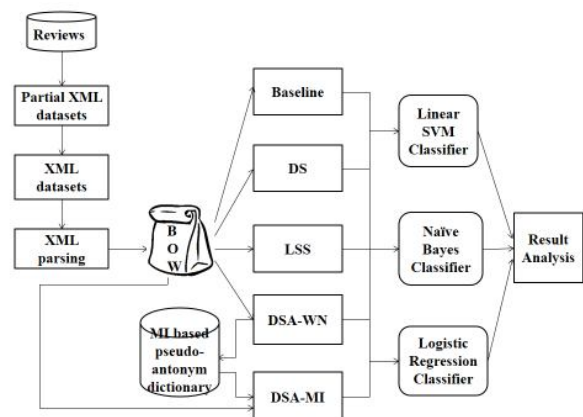 Reviews
Partial XML
datasets
XML
datasets
XML
parsing
B
O
W
MI based
pseudo-
antonym
dictionary
Baseline
DS
LSS
DSA-WN
DSA-MI
Linear
SVM
Classifier
Naïve
Bayes
Classifier
Logistic
Regression
Classifier
Result
Analysis